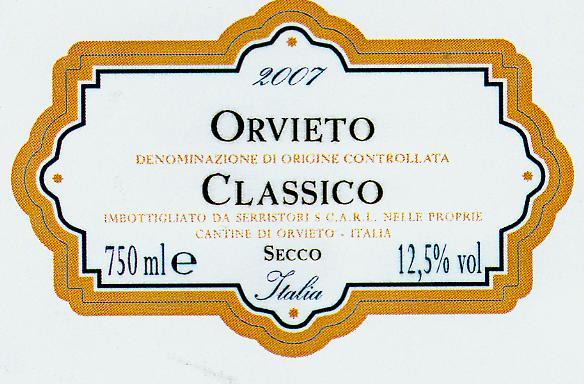 2007
ORVIETO
DENOMINAZIONE DI ORIGINE CONTROLLATA
CLASSICO
IMBOTTIGLIATO DA SERRISTORI S C.A.R.L. NELLE PROPRIE
CANTINE DI ORVIETO - ITALIA
750 ml e SECCO 12,5% vol
Italia